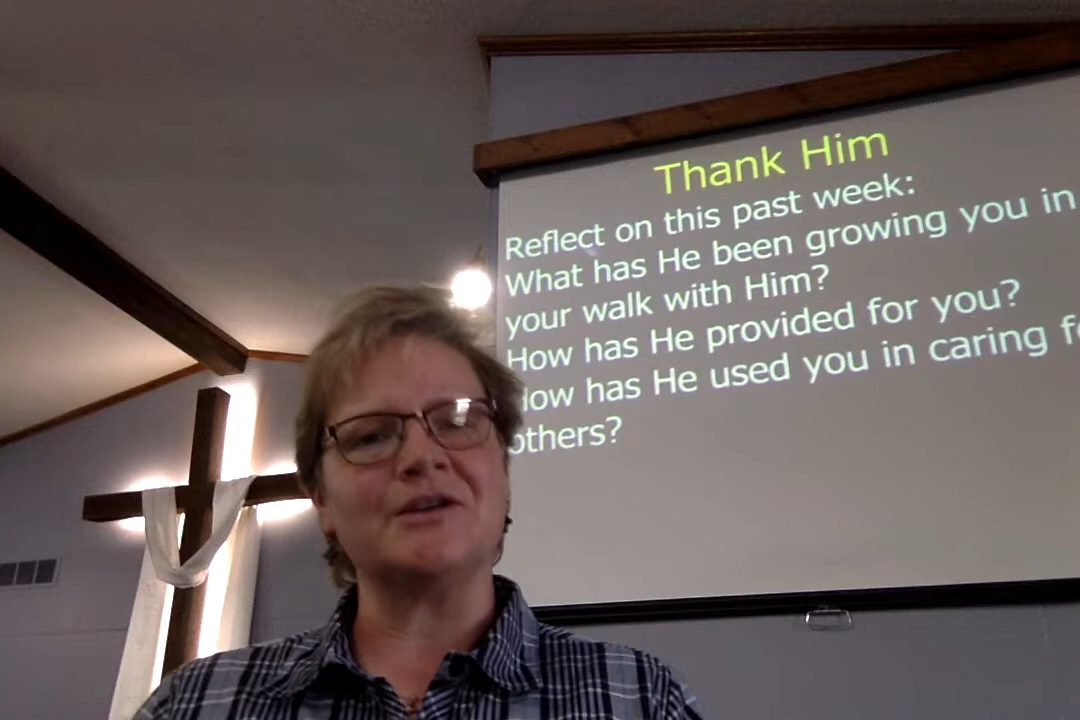 Thank Him
Reflect on this past week:
What has He been growing you in
your walk with Him?
How has He provided for you?
How has He used you in caring
others?